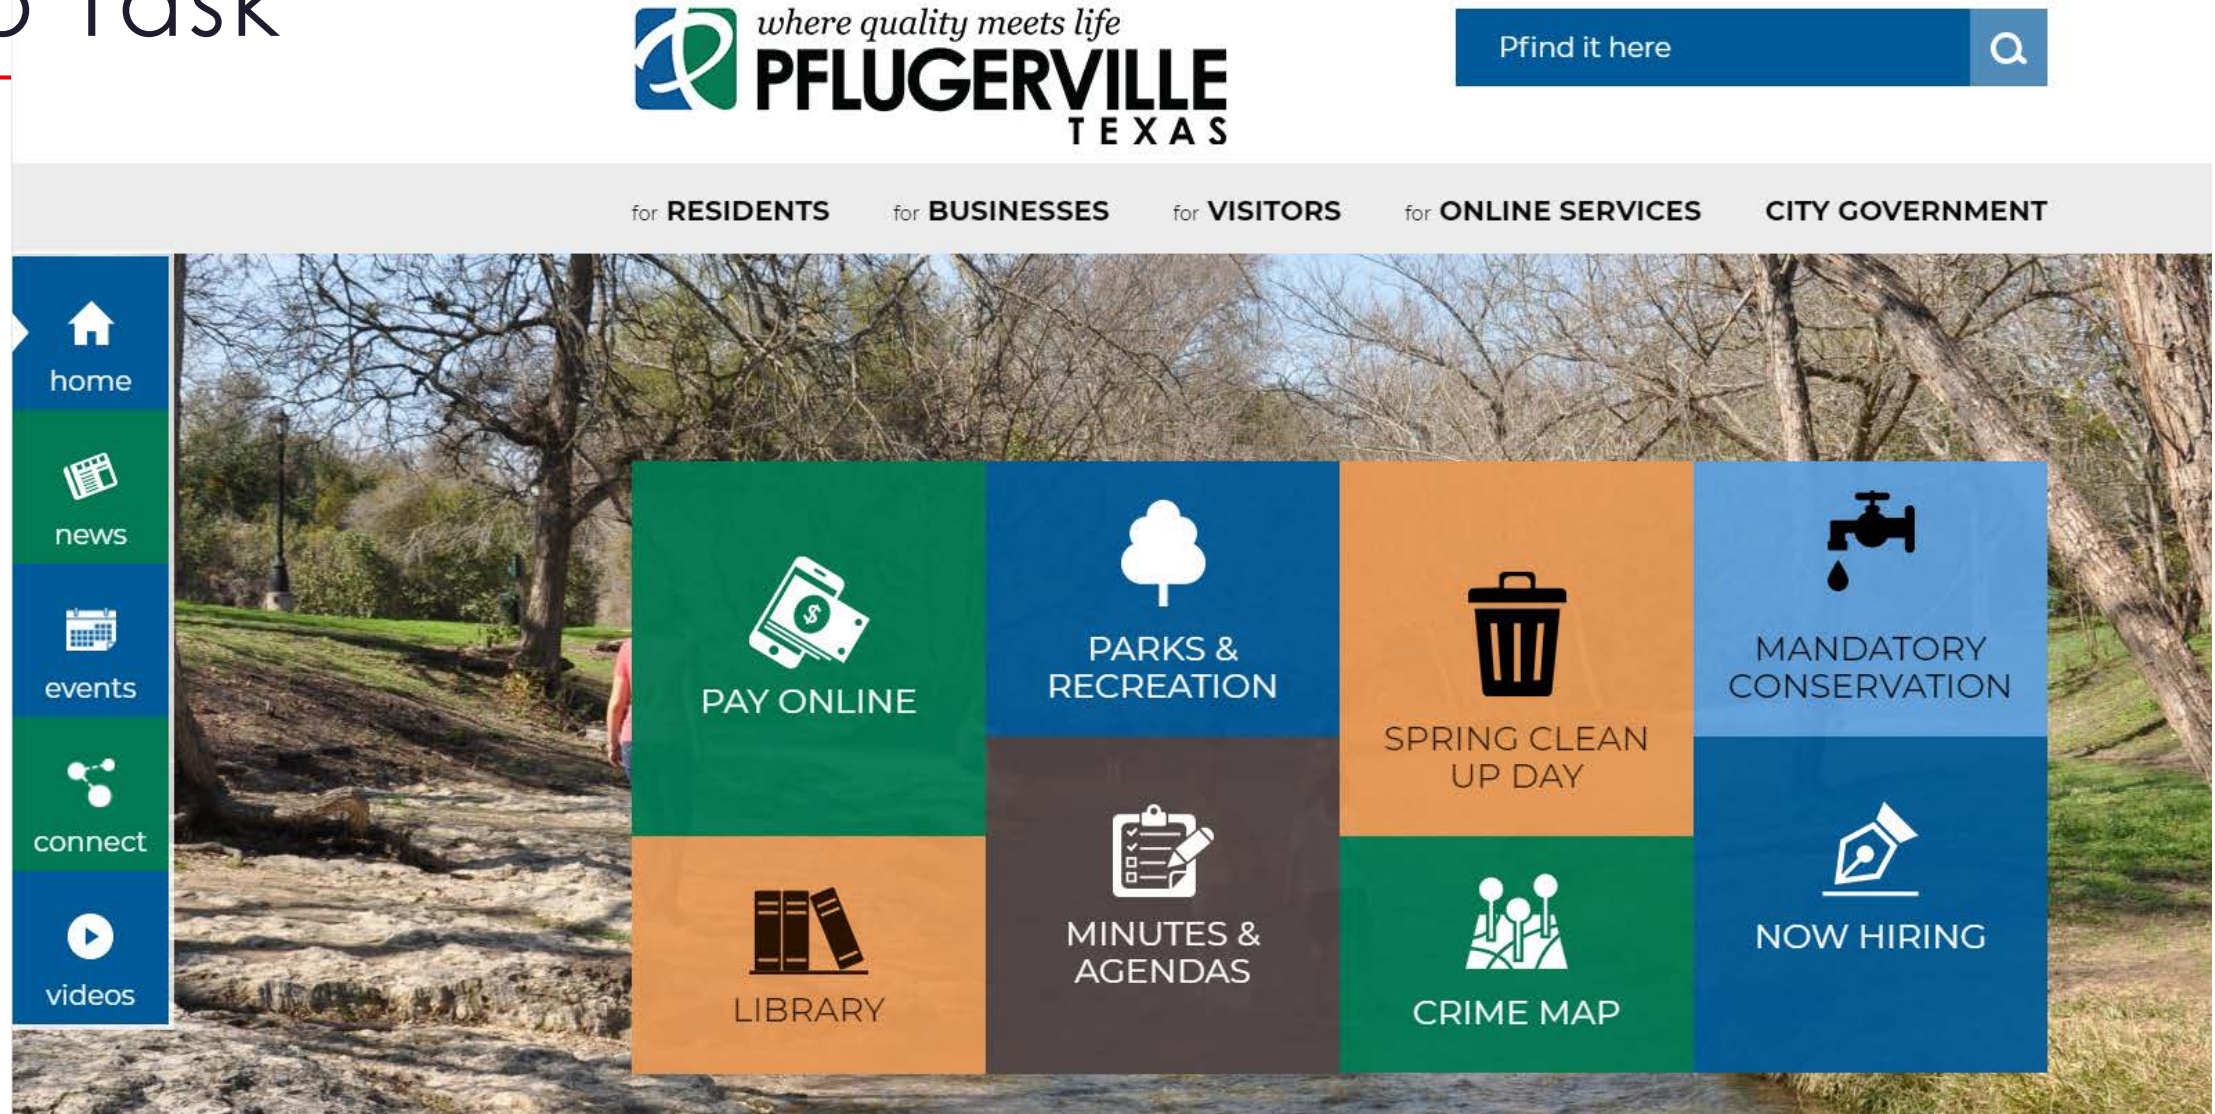 Task
where quality meets life
PFLUGERVILLE
TEXAS
Pfind it here
for RESIDENTS
for BUSINESSES
for VISITORS
for ONLINE SERVICES
CITY GOVERNMENT
home
news
events
connect
videos
PAY ONLINE
PARKS &
RECREATION
SPRING CLEAN
UP DAY
MANDATORY
CONSERVATION
LIBRARY
MINUTES &
AGENDAS
CRIME MAP
NOW HIRING